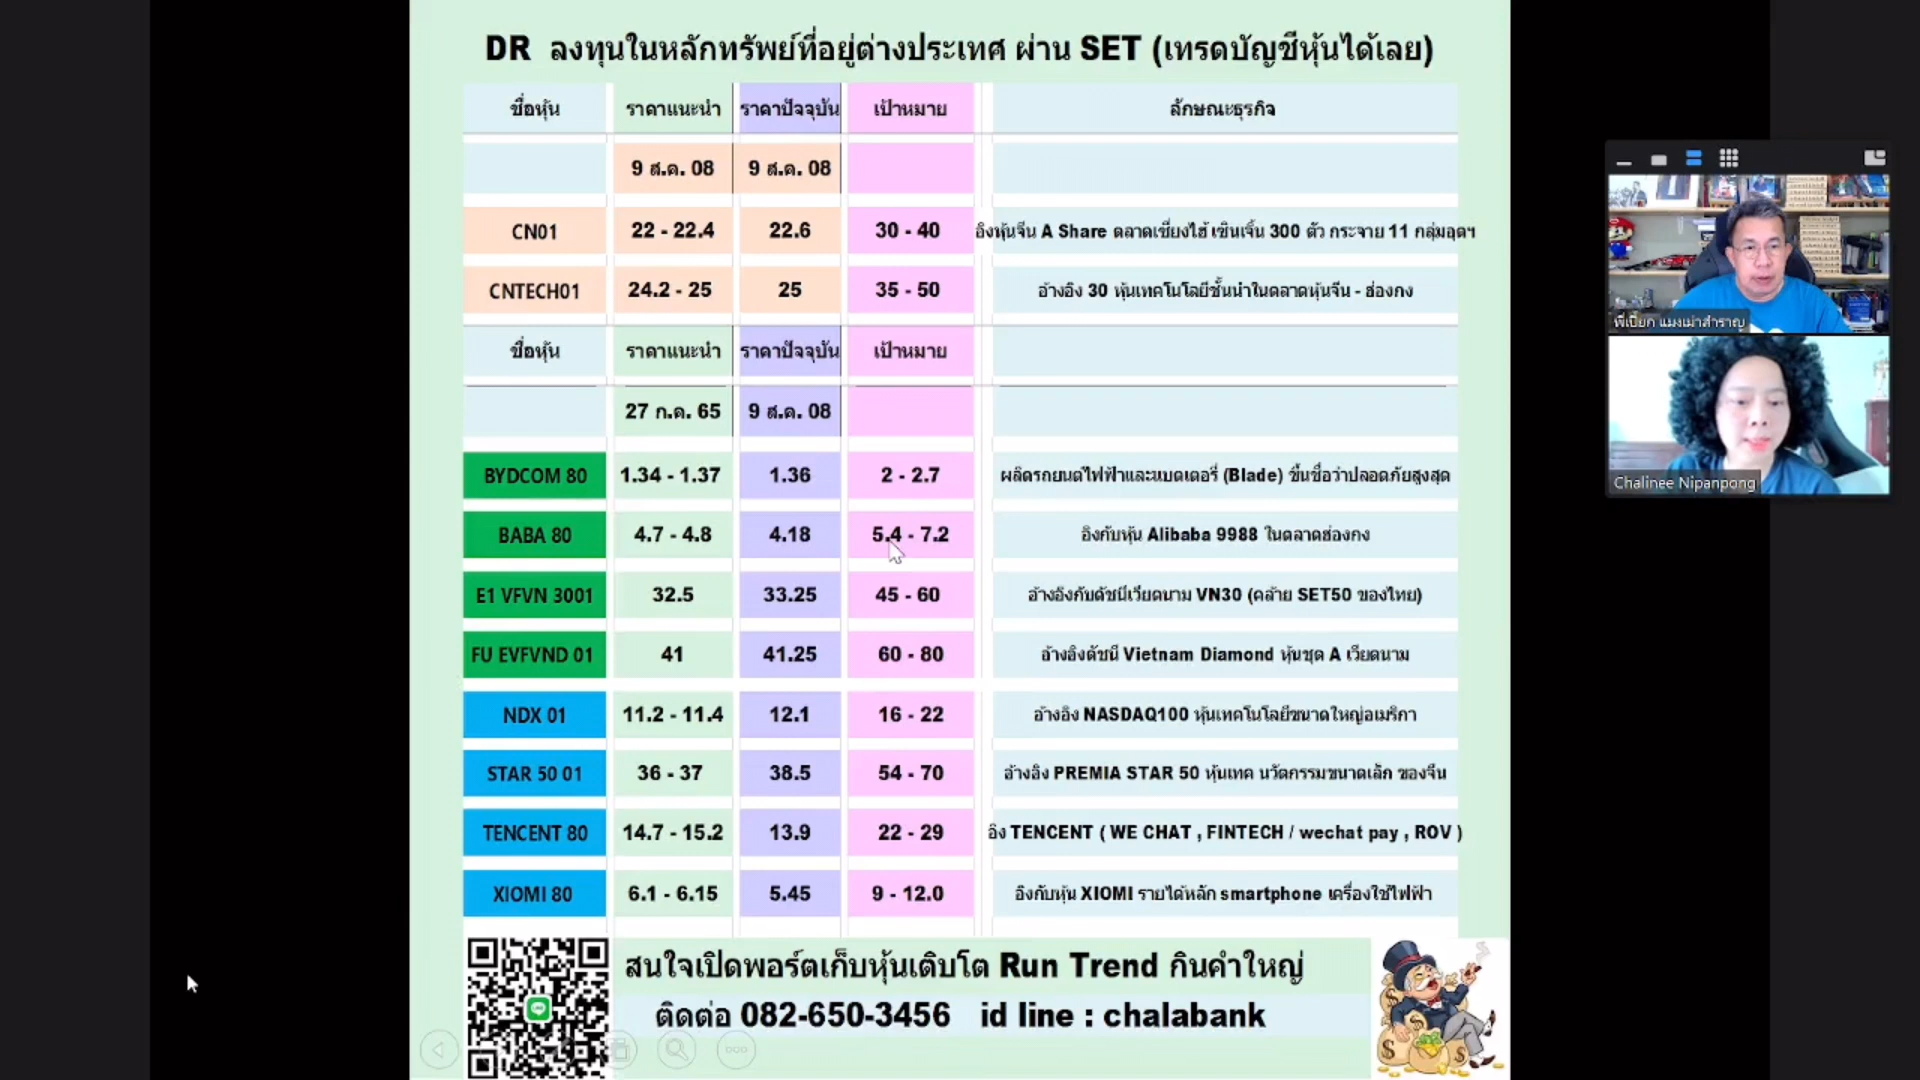 DR ลงทุนในหลักทรัพย์ที่อยู่ต่างประเทศ ผ่าน SET (เทรดบัญชีหุ้นได้เลย)
ชื่อหุ้น ราคาแนะนำ ราคาปัจจุบัน เป้าหมาย ลักษณะธุรกิจ
9 ส.ค. 08 9 ส.ค. 08
CN01 22 - 22.4 22.6 30 - 40 อิงหุ้นจีน A Share ตลาดเซี่ยงไฮ้ เซินเจิ้น 300 ตัว กระจาย 11 กลุ่มอุตฯ
CNTECH01 24.2 - 25 25 35 - 50 อ้างอิง 30 หุ้นเทคโนโลยีชั้นนำในตลาดหุ้นจีน - ฮ่องกง
ชื่อหุ้น ราคาแนะนำ ราคาปัจจุบัน เป้าหมาย
27 ก.ค. 65 9 ส.ค. 08
BYDCOM 80 1.34 - 1.37 1.36 2 - 2.7 ผลิตรถยนต์ไฟฟ้าและแบตเตอรี่ (Blade) ขึ้นชื่อว่าปลอดภัยสูงสุด
BABA 80 4.7 - 4.8 4.18 5.4 - 7.2 อิงกับหุ้น Alibaba 9988 ในตลาดฮ่องกง
E1 VFVN 3001 32.5 33.25 45 - 60 อ้างอิงกับดัชนีเวียดนาม VN30 (คล้าย SET50 ของไทย)
FU EVFVND 01 41 41.25 60 - 80 อ้างอิงดัชนี Vietnam Diamond หุ้นชุด A เวียดนาม
NDX 01 11.2 - 11.4 12.1 16 - 22 อ้างอิง NASDAQ100 หุ้นเทคโนโลยีขนาดใหญ่อเมริกา
STAR 50 01 36 - 37 38.5 54 - 70 อ้างอิง PREMIA STAR 50 หุ้นเทค นวัตกรรมขนาดเล็ก ของจีน
TENCENT 80 14.7 - 15.2 13.9 22 - 29 อิง TENCENT ( WE CHAT , FINTECH / wechat pay , ROV )
XIOMI 80 6.1 - 6.15 5.45 9 - 12.0 อิงกับหุ้น XIOMI รายได้หลัก smartphone เครื่องใช้ไฟฟ้า
สนใจเปิดพอร์ตเก็บหุ้นเติบโต Run Trend กินคำใหญ่
ติดต่อ 082-650-3456 id line : chalabank
พี่เปียก แมงเม่าสำราญ
Chalinee Nipanpong